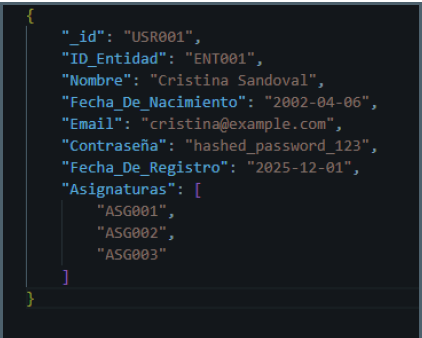 {
"_id": "USR001",
"ID_Entidad": "ENT001",
"Nombre": "Cristina Sandoval",
"Fecha_De_Nacimiento": "2002-04-06",
"Email": "cristina@example.com",
"Contraseña": "hashed_password_123",
"Fecha_De_Registro": "2025-12-01",
"Asignaturas": [
"ASG001",
"ASG002",
"ASG003"
]
}